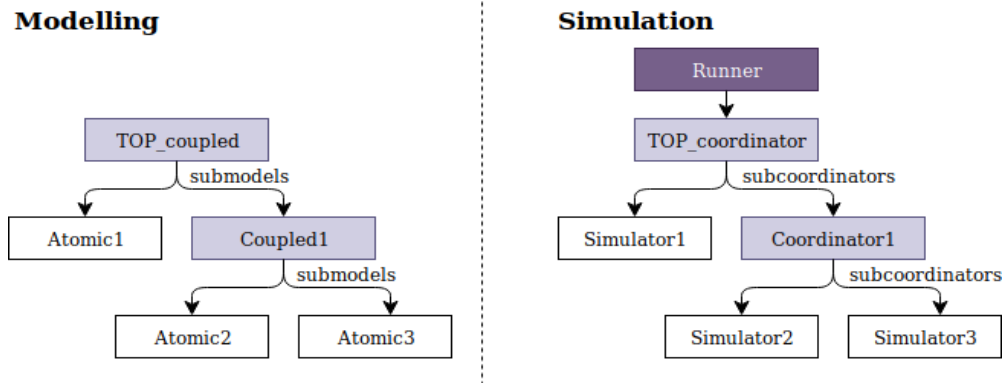 Modelling
TOP_coupled
submodels
Atomic1
Coupled1
submodels
Atomic2
Atomic3
Simulation
Runner
TOP_coordinator
subcoordinators
Simulator1
Coordinator1
subcoordinators
Simulator2
Simulator3